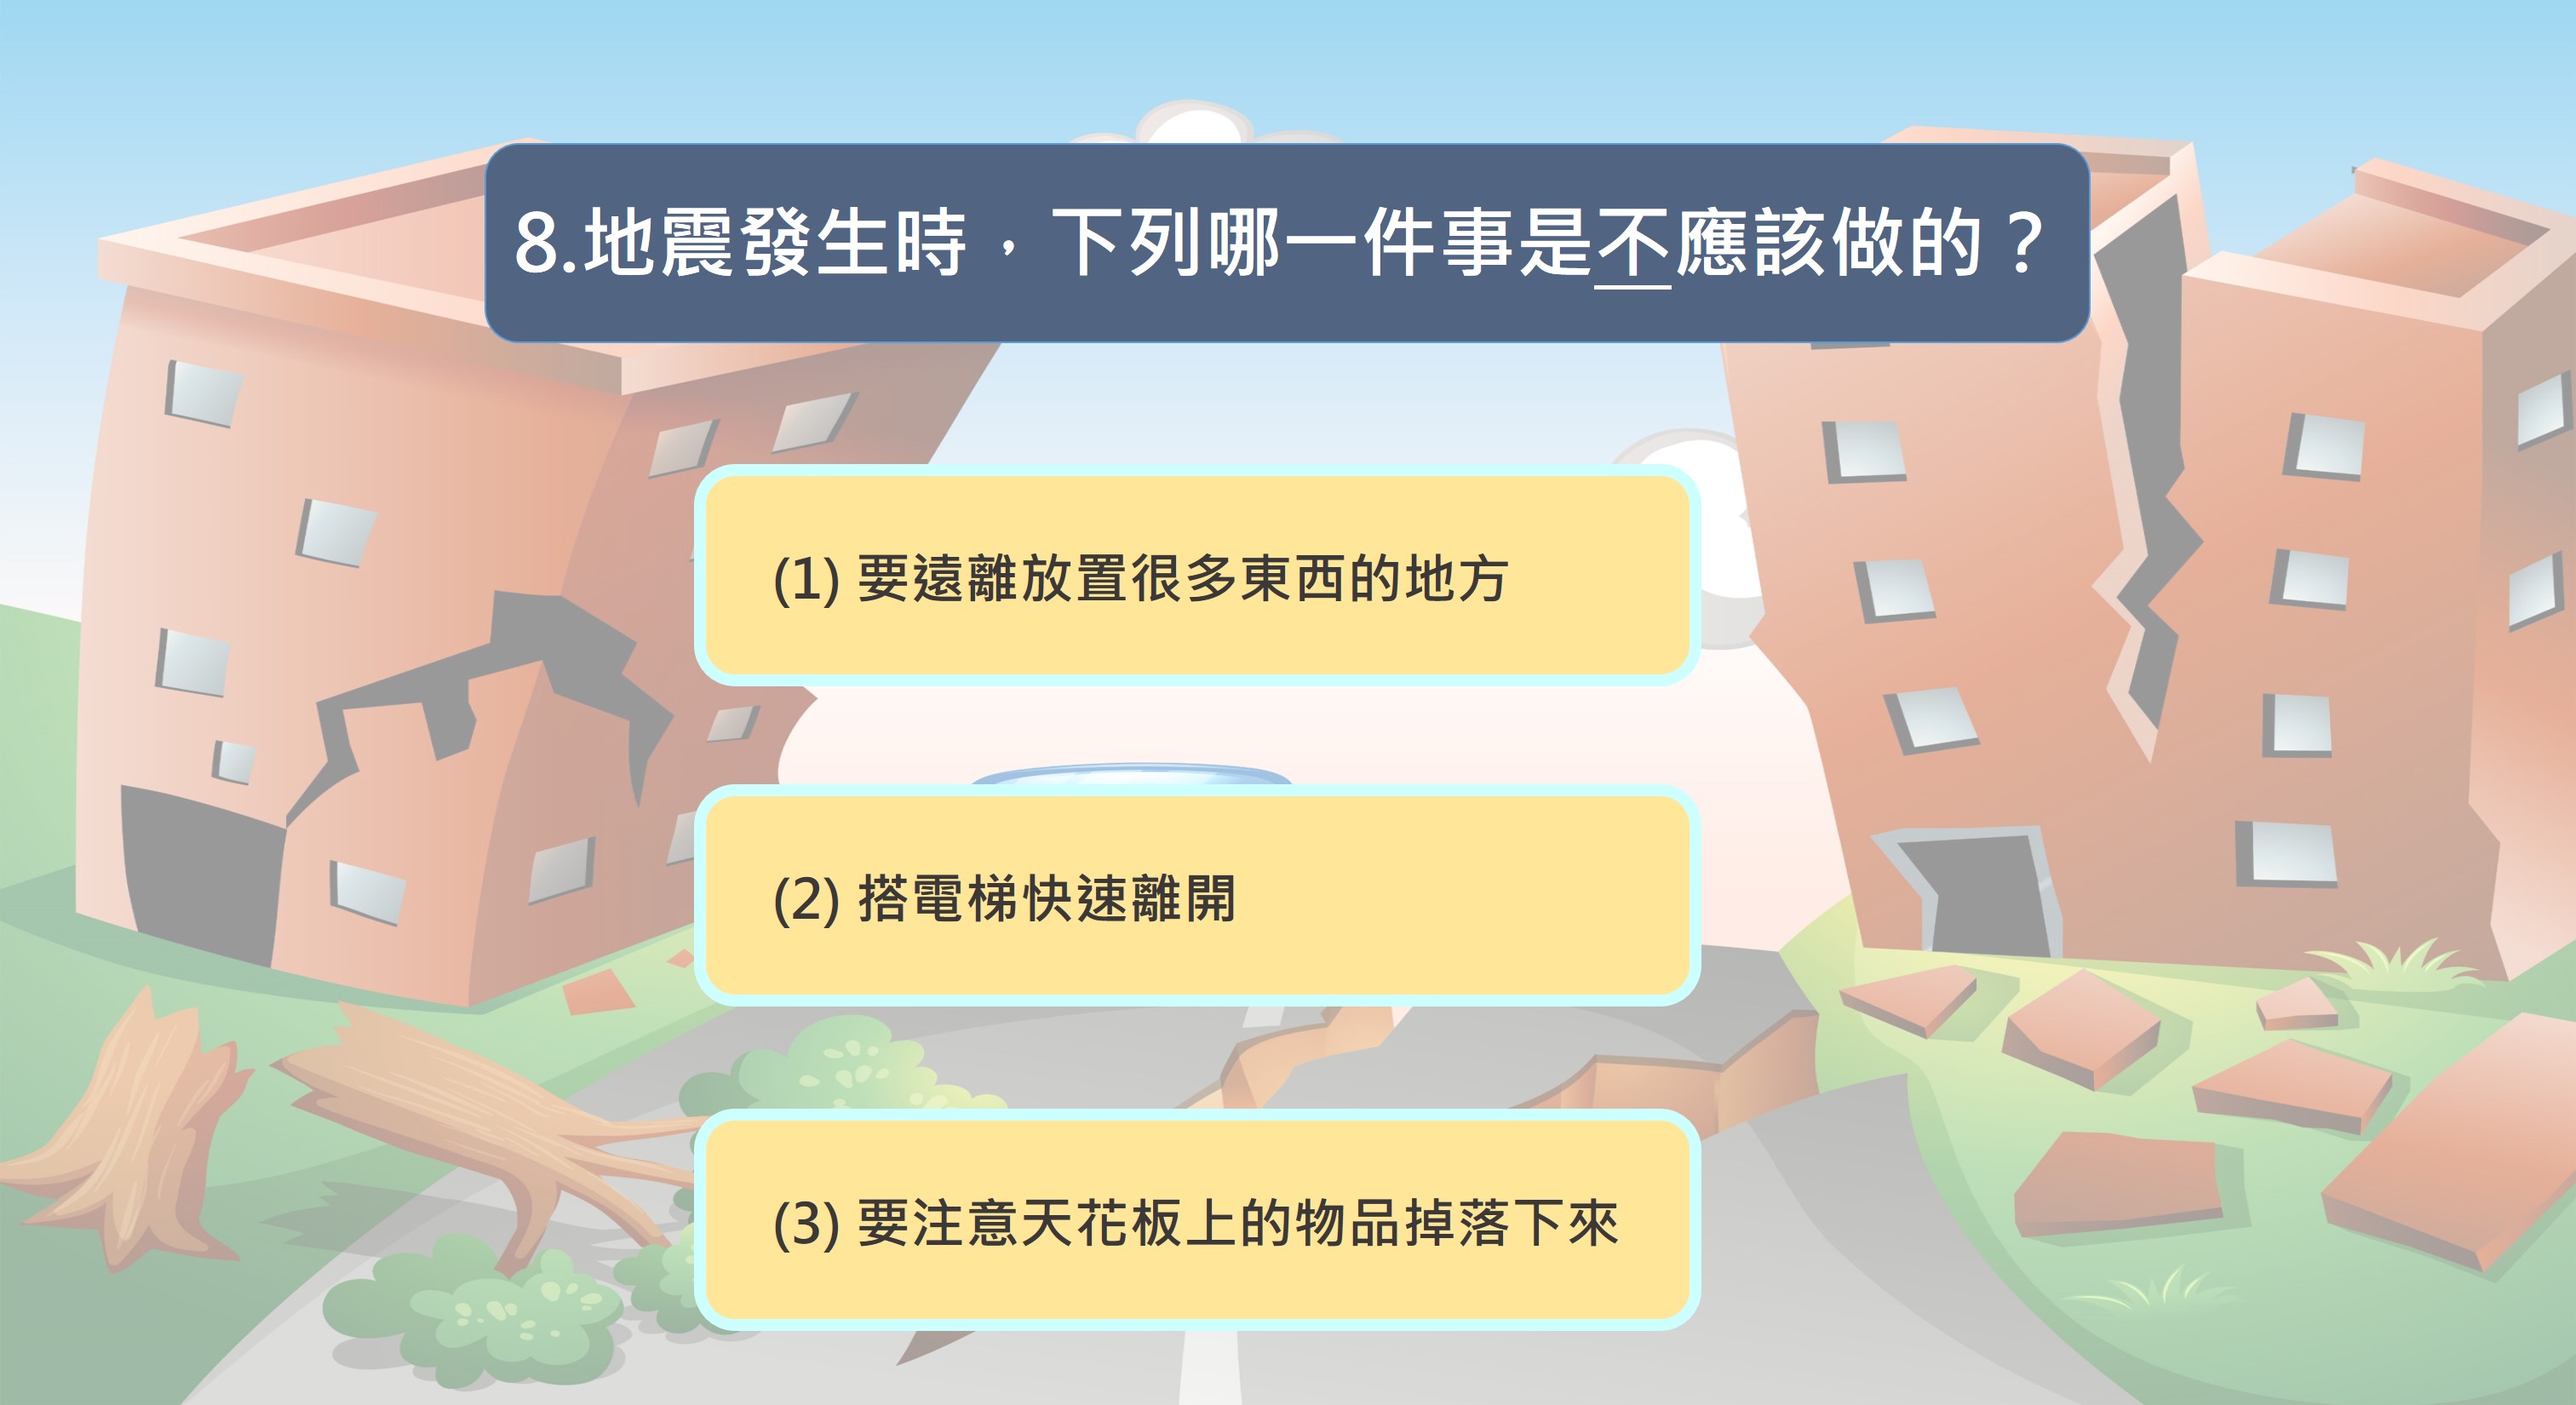 8.地震發生時，下列哪一件事是不應該做的？
(1) 要遠離放置很多東西的地方
(2) 搭電梯快速離開
(3) 要注意天花板上的物品掉落下來